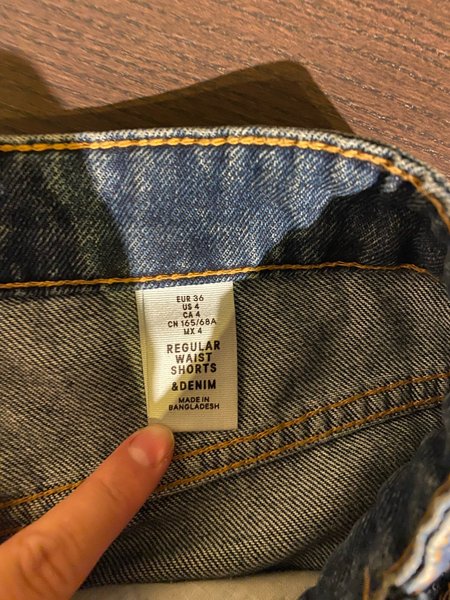 EUR 36
US 4
CA 4
CN 165/68A
MX 4
REGULAR
WAIST
SHORTS
&DENIM
MADE IN
BANGLADESH